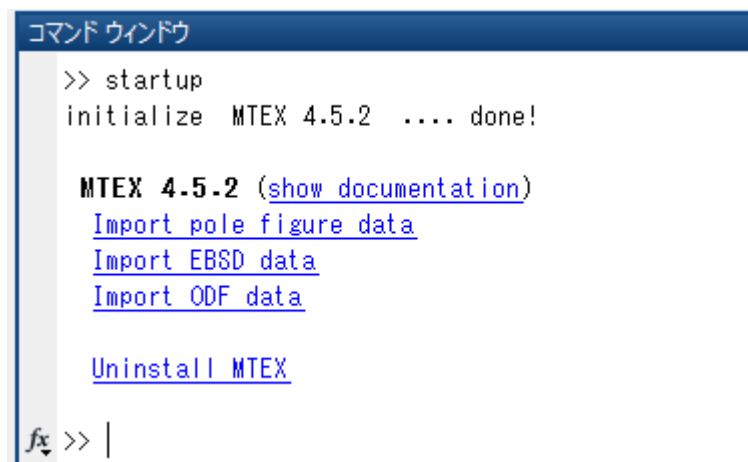 コマンド ウィンドウ
>> startup
initialize MTEX 4.5.2 .... done!
MTEX 4.5.2 (show documentation)
Import pole figure data
Import EBSD data
Import ODF data
Uninstall MTEX
fx >>